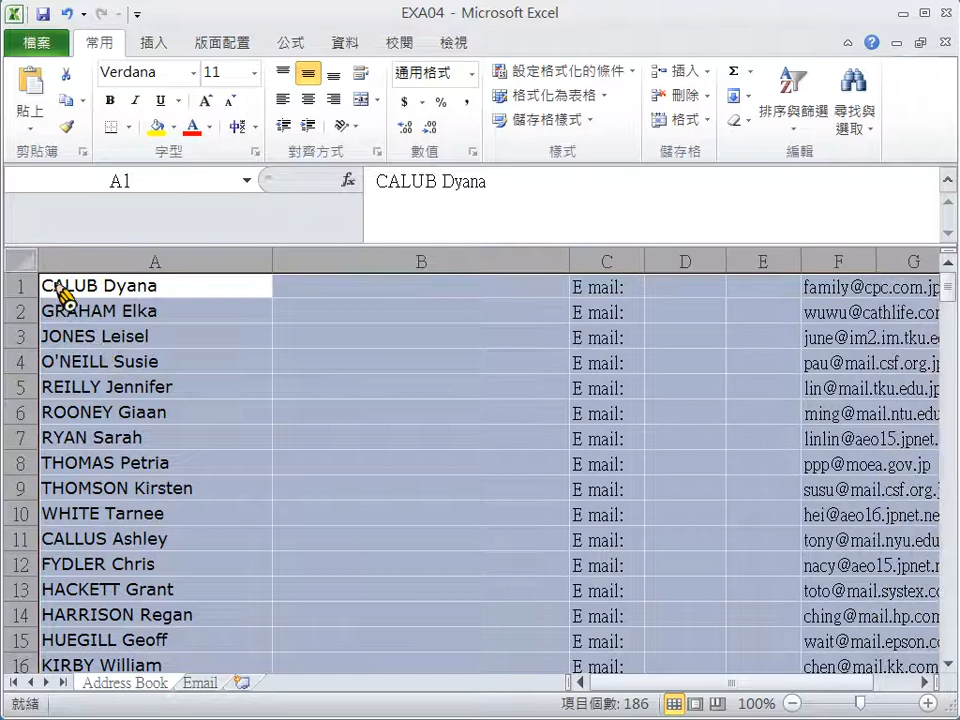 EXA04 - Microsoft Excel
檔案 常用 插入 版面配置 公式 資料 校閱 檢視
貼上
剪貼簿
Verdana 11
B I U
字型
對齊方式
通用格式
$ % ,
數值
設定格式化的條件
格式化為表格
儲存格樣式
樣式
插入
刪除
格式
儲存格
Σ
排序與篩選
尋找與選取
編輯
A1 fx CALUB Dyana
A B C D E F G
1 CALUB Dyana E mail: family@cpc.com.jp
2 GRAHAM Elka E mail: wuwu@cathlife.com
3 JONES Leisel E mail: june@im2.im.tku.e
4 O'NEILL Susie E mail: pau@mail.csf.org.j
5 REILLY Jennifer E mail: lin@mail.tku.edu.j
6 ROONEY Giaan E mail: ming@mail.ntu.edu
7 RYAN Sarah E mail: linlin@aeo15.jpnet.
8 THOMAS Petria E mail: ppp@moea.gov.jp
9 THOMSON Kirsten E mail: susu@mail.csf.org.
10 WHITE Tarnee E mail: hei@aeo16.jpnet.ne
11 CALLUS Ashley E mail: tony@mail.nyu.edu
12 FYDLER Chris E mail: nacy@aeo15.jpnet.
13 HACKETT Grant E mail: toto@mail.systex.co
14 HARRISON Regan E mail: ching@mail.hp.com
15 HUEGILL Geoff E mail: wait@mail.epson.c
16 KIRBY William E mail: chen@mail.kk.com
Address Book Email
就緒 項目個數: 186 100%